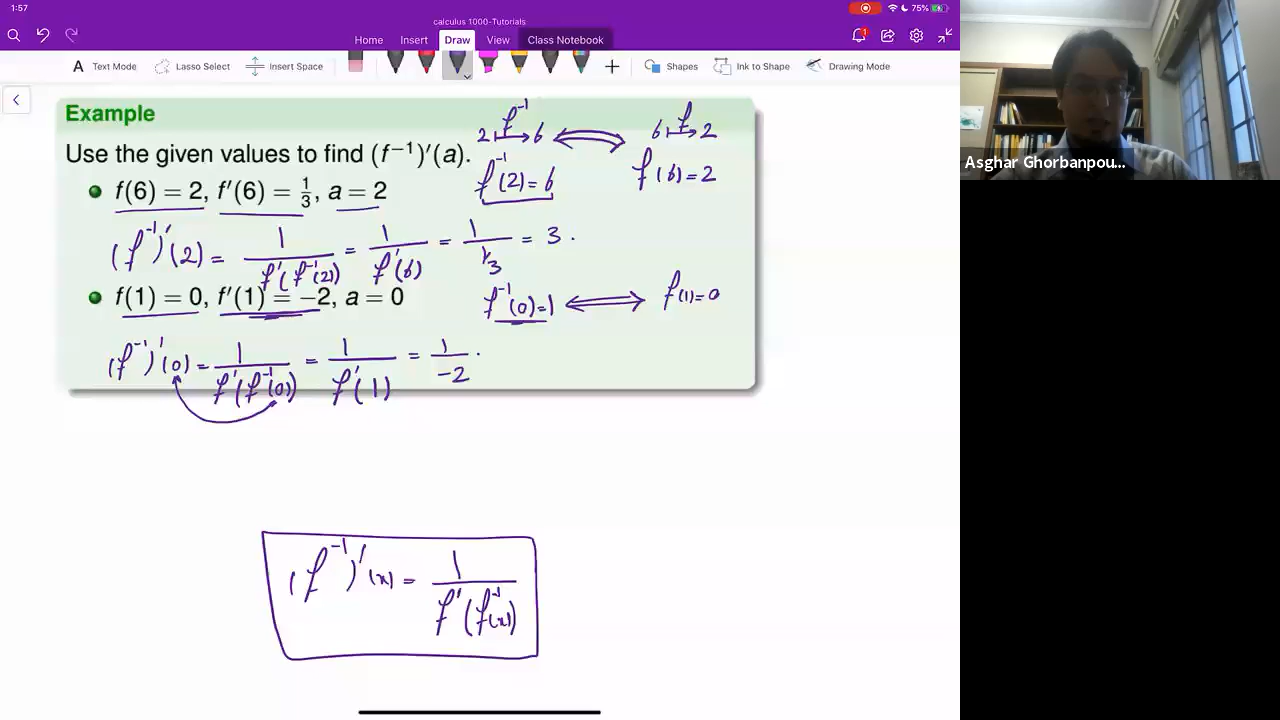 1:57
calculus 1000-Tutorials
75%
Home Insert Draw View Class Notebook
Text Mode Lasso Select Insert Space Shapes Ink to Shape Drawing Mode
Example
Use the given values to find (f⁻¹)′(a).
2 f⁻¹→ 6 ⟺ 6 f→ 2
f(6) = 2, f′(6) = 1/3, a = 2
f⁻¹(2) = 6
f(6) = 2
(f⁻¹)′(2) = 1/f′(f⁻¹(2)) = 1/f′(6) = 1/(1/3) = 3.
f(1) = 0, f′(1) = −2, a = 0
f⁻¹(0) = 1 ⟺ f(1) = 0
(f⁻¹)′(0) = 1/f′(f⁻¹(0)) = 1/f′(1) = 1/−2.
(f⁻¹)′(x) = 1/f′(f⁻¹(x))
Asghar Ghorbanpou...